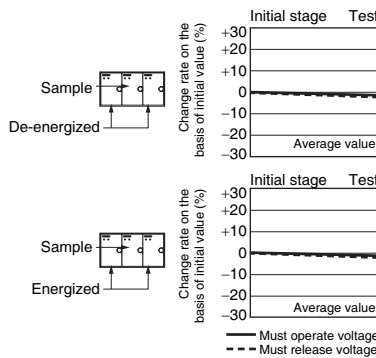 Initial stage Test
Change rate on the
basis of initial value (%)
+30
+20
+10
0
−10
−20
−30
Sample
De-energized
Average value
Initial stage Test
Change rate on the
basis of initial value (%)
+30
+20
+10
0
−10
−20
−30
Sample
Energized
Average value
Must operate voltage
Must release voltage